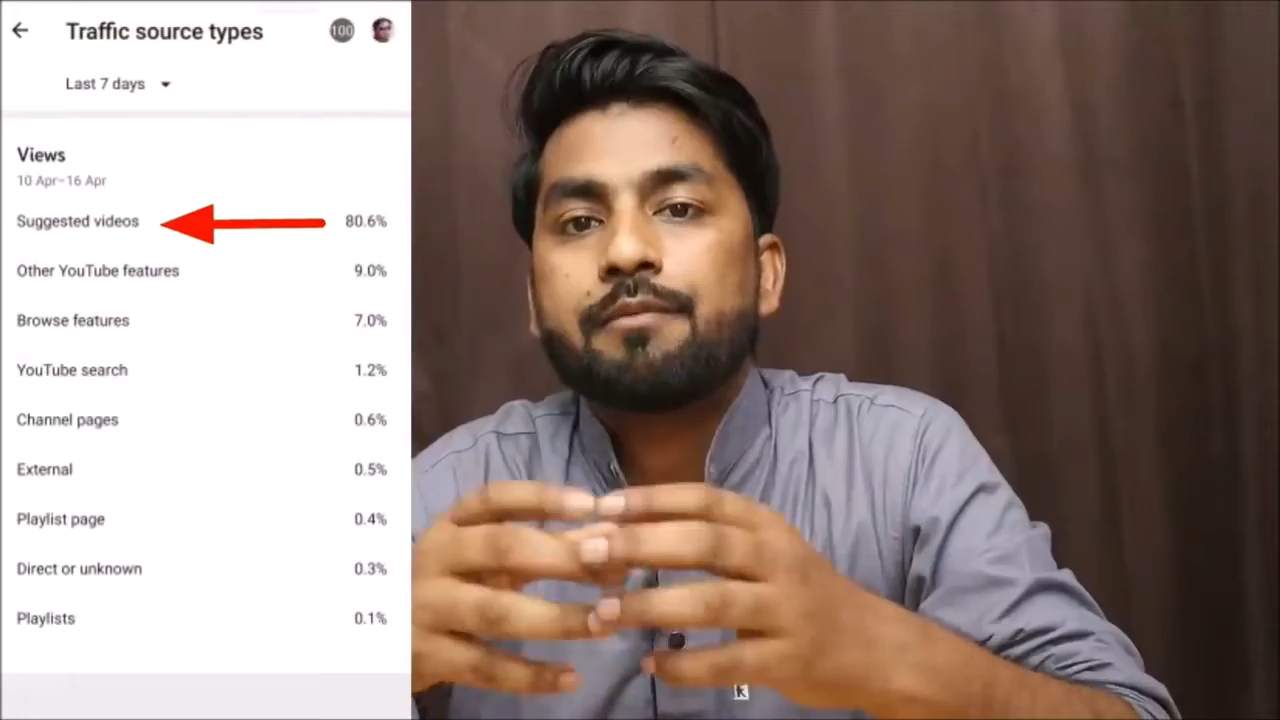 Traffic source types
100
Last 7 days
Views
10 Apr–16 Apr
Suggested videos 80.6%
Other YouTube features 9.0%
Browse features 7.0%
YouTube search 1.2%
Channel pages 0.6%
External 0.5%
Playlist page 0.4%
Direct or unknown 0.3%
Playlists 0.1%